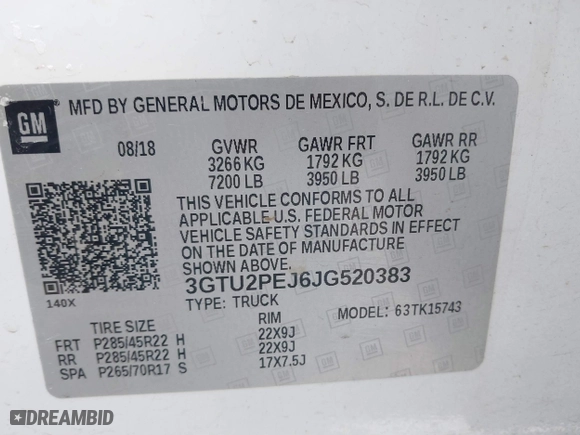 GM
MFD BY GENERAL MOTORS DE MEXICO, S. DE R.L. DE C.V.
08/18 GVWR GAWR FRT GAWR RR
3266 KG 1792 KG 1792 KG
7200 LB 3950 LB 3950 LB
THIS VEHICLE CONFORMS TO ALL
APPLICABLE U.S. FEDERAL MOTOR
VEHICLE SAFETY STANDARDS IN EFFECT
ON THE DATE OF MANUFACTURE
SHOWN ABOVE.
140X
3GTU2PEJ6JG520383
TYPE: TRUCK
MODEL: 63TK15743
TIRE SIZE RIM
FRT P285/45R22 H 22X9J
RR P285/45R22 H 22X9J
SPA P265/70R17 S 17X7.5J
DREAMBID